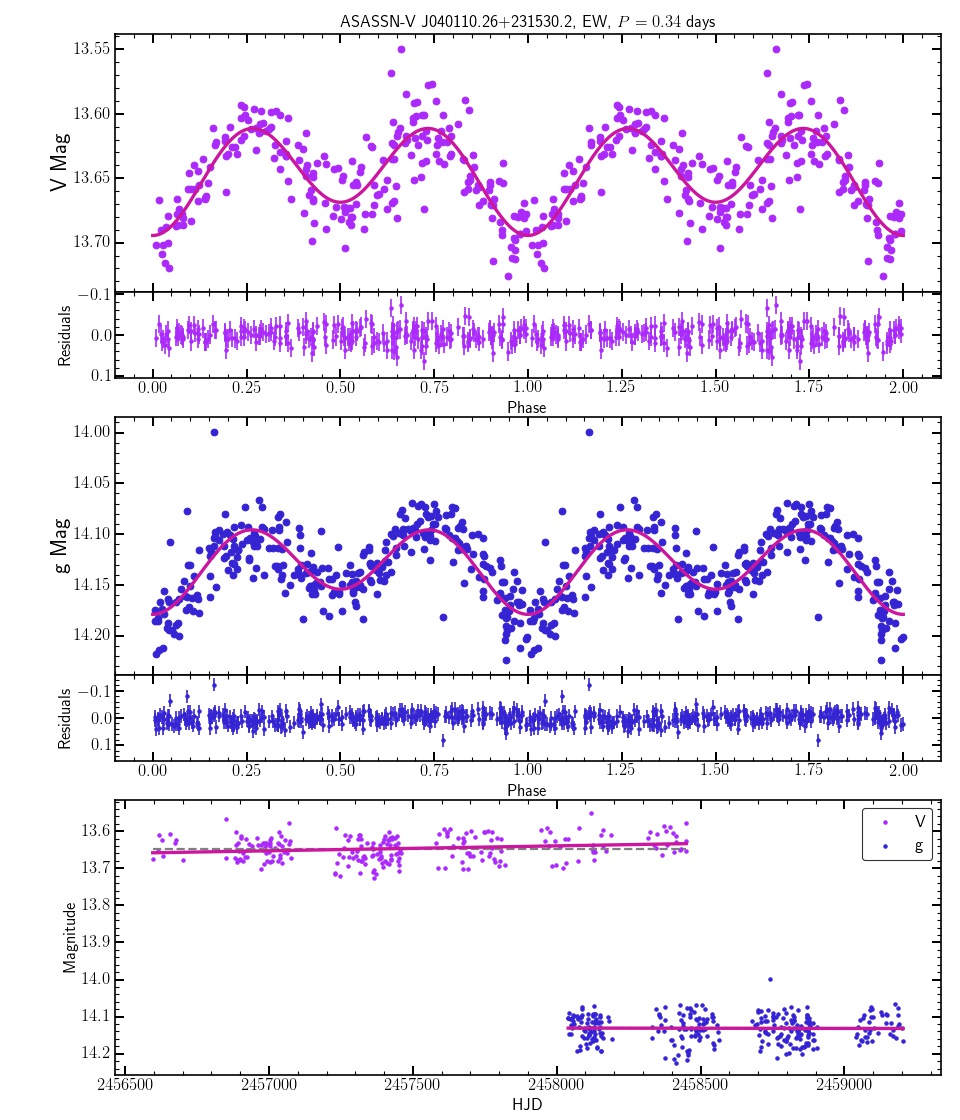 ASASSN-V J040110.26+231530.2, EW, P = 0.34 days
13.55
13.60
13.65
13.70
V Mag
−0.1
0.0
0.1
Residuals
0.00 0.25 0.50 0.75 1.00 1.25 1.50 1.75 2.00
Phase
14.00
14.05
14.10
14.15
14.20
g Mag
−0.1
0.0
0.1
Residuals
0.00 0.25 0.50 0.75 1.00 1.25 1.50 1.75 2.00
Phase
13.6
13.7
13.8
13.9
14.0
14.1
14.2
Magnitude
V
g
2456500 2457000 2457500 2458000 2458500 2459000
HJD